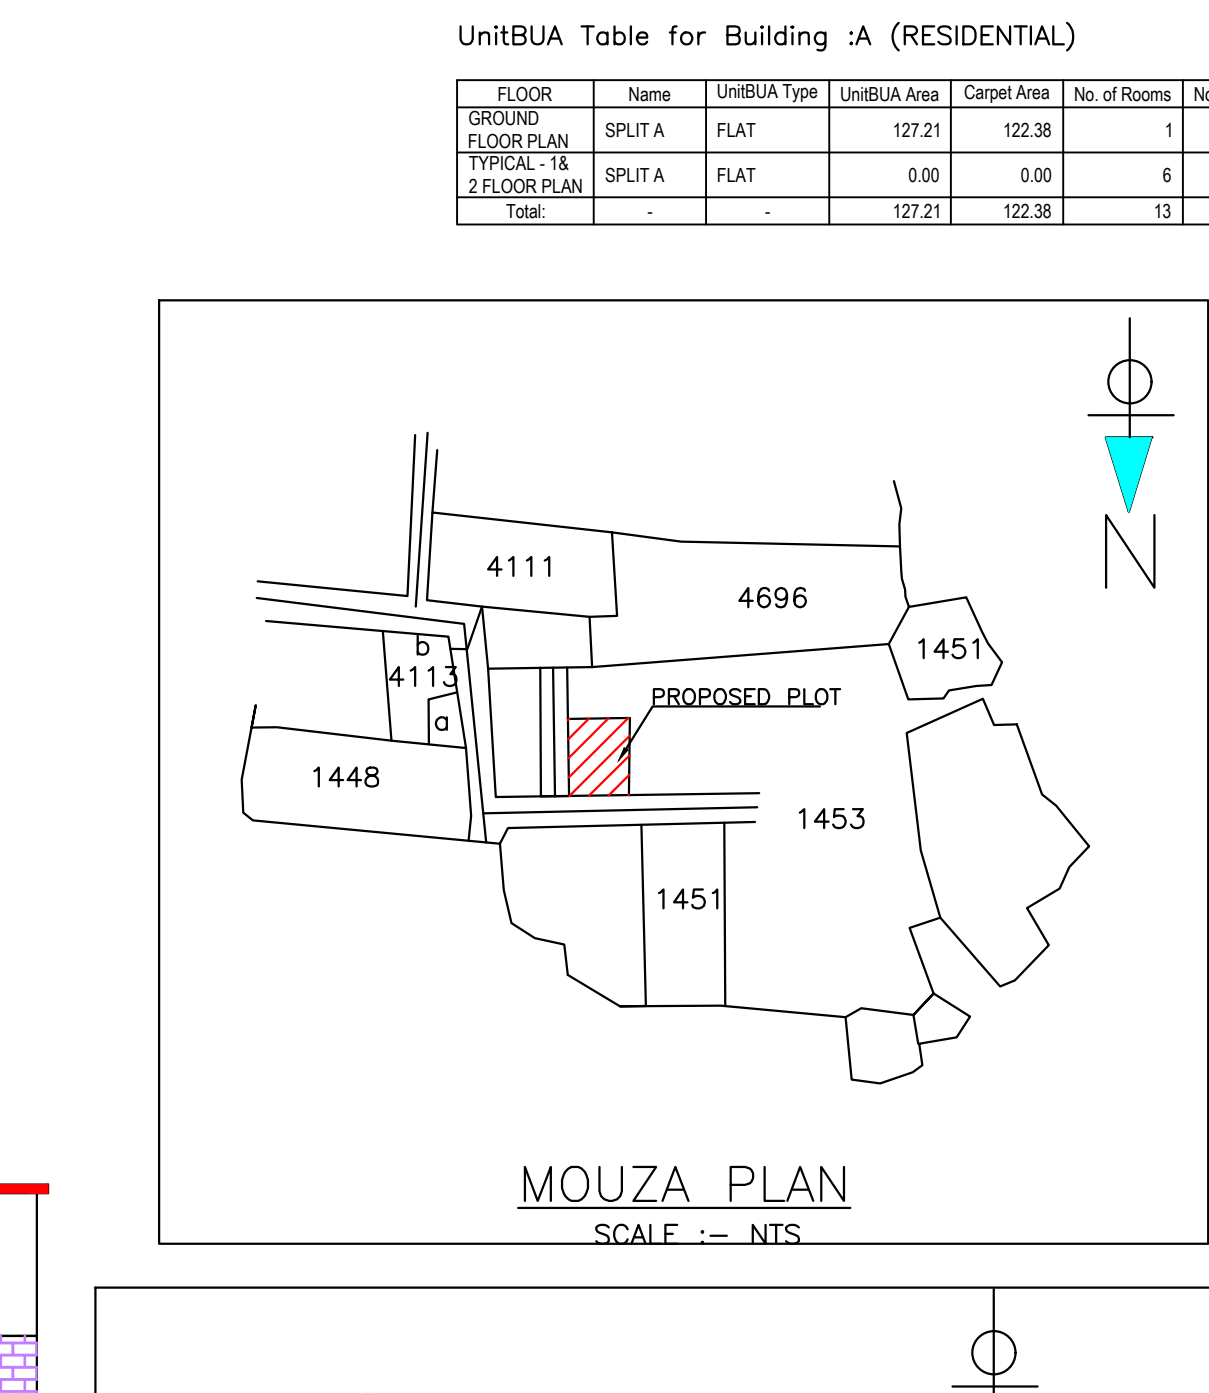 UnitBUA Table for Building :A (RESIDENTIAL)
FLOOR Name UnitBUA Type UnitBUA Area Carpet Area No. of Rooms No
GROUND FLOOR PLAN SPLIT A FLAT 127.21 122.38 1
TYPICAL - 1& 2 FLOOR PLAN SPLIT A FLAT 0.00 0.00 6
Total: - - 127.21 122.38 13
N
4111
4696
b
1451
4113
PROPOSED PLOT
a
1448
1453
1451
MOUZA PLAN
SCALE :- NTS